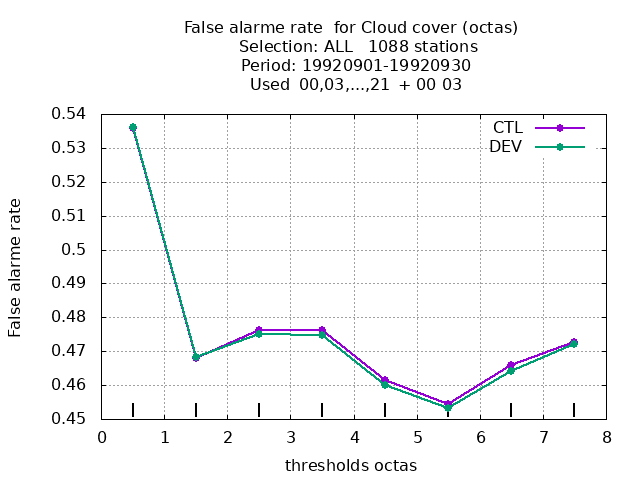 False alarme rate  for Cloud cover (octas)
Selection: ALL   1088 stations
Period: 19920901-19920930
Used  00,03,...,21  + 00 03
CTL
DEV
0.54
0.53
0.52
0.51
0.5
0.49
0.48
0.47
0.46
0.45
False alarme rate
0 1 2 3 4 5 6 7 8
thresholds octas